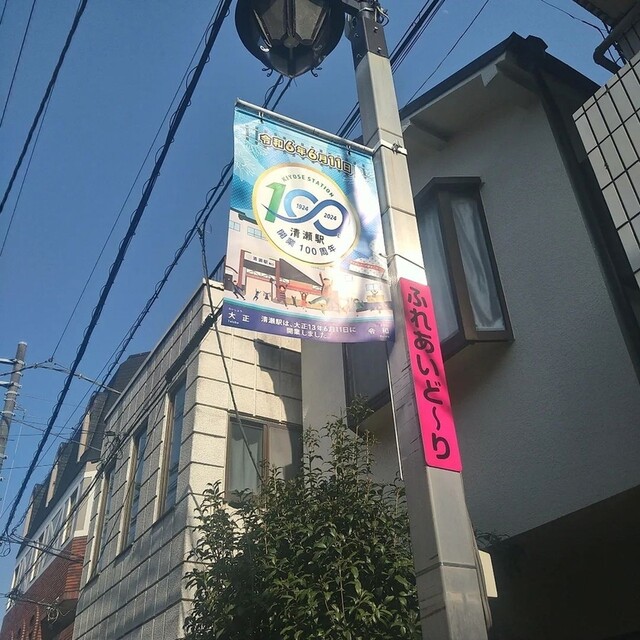 令和6年6月11日
KIYOSE STATION
100
1924 2024
清瀬駅
開業100周年
清瀬駅
大正
清瀬駅は、大正13年6月11日に
開業しました。
令和
ふれあいど〜り